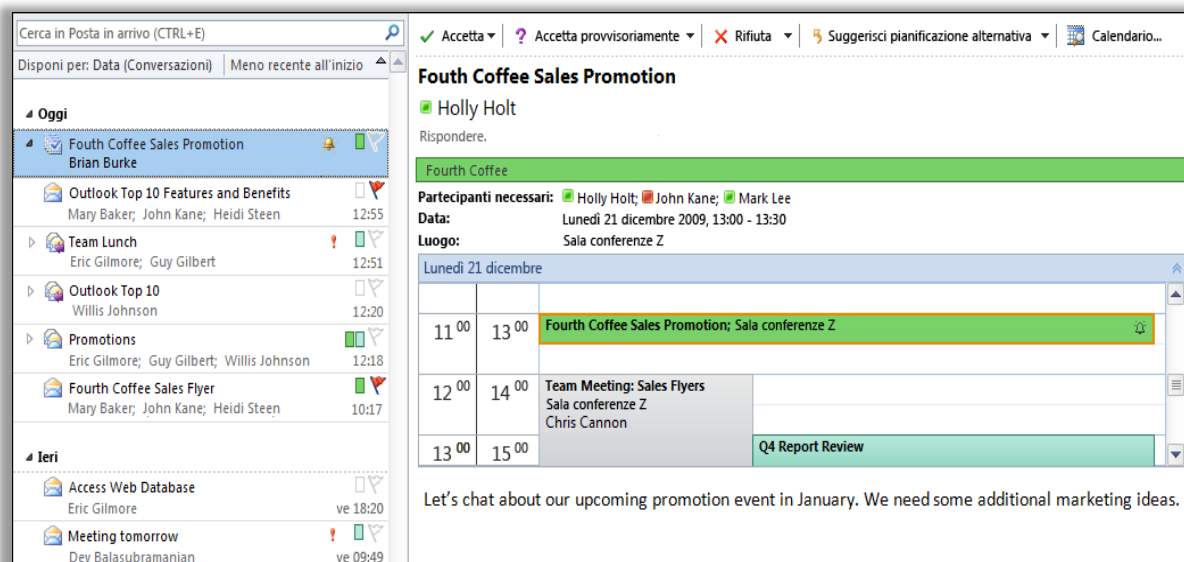 Cerca in Posta in arrivo (CTRL+E)
Disponi per: Data (Conversazioni) Meno recente all'inizio
Oggi
Fouth Coffee Sales Promotion
Brian Burke
Outlook Top 10 Features and Benefits
Mary Baker; John Kane; Heidi Steen 12:55
Team Lunch
Eric Gilmore; Guy Gilbert 12:51
Outlook Top 10
Willis Johnson 12:20
Promotions
Eric Gilmore; Guy Gilbert; Willis Johnson 12:18
Fourth Coffee Sales Flyer
Mary Baker; John Kane; Heidi Steen 10:17
Ieri
Access Web Database
Eric Gilmore ve 18:20
Meeting tomorrow
Dev Balasubramanian ve 09:49
Accetta ? Accetta provvisoriamente Rifiuta Suggerisci pianificazione alternativa Calendario...
Fouth Coffee Sales Promotion
Holly Holt
Rispondere.
Fourth Coffee
Partecipanti necessari: Holly Holt; John Kane; Mark Lee
Data: Lunedì 21 dicembre 2009, 13:00 - 13:30
Luogo: Sala conferenze Z
Lunedì 21 dicembre
11 00 13 00 Fourth Coffee Sales Promotion; Sala conferenze Z
12 00 14 00 Team Meeting: Sales Flyers
Sala conferenze Z
Chris Cannon
13 00 15 00 Q4 Report Review
Let's chat about our upcoming promotion event in January. We need some additional marketing ideas.